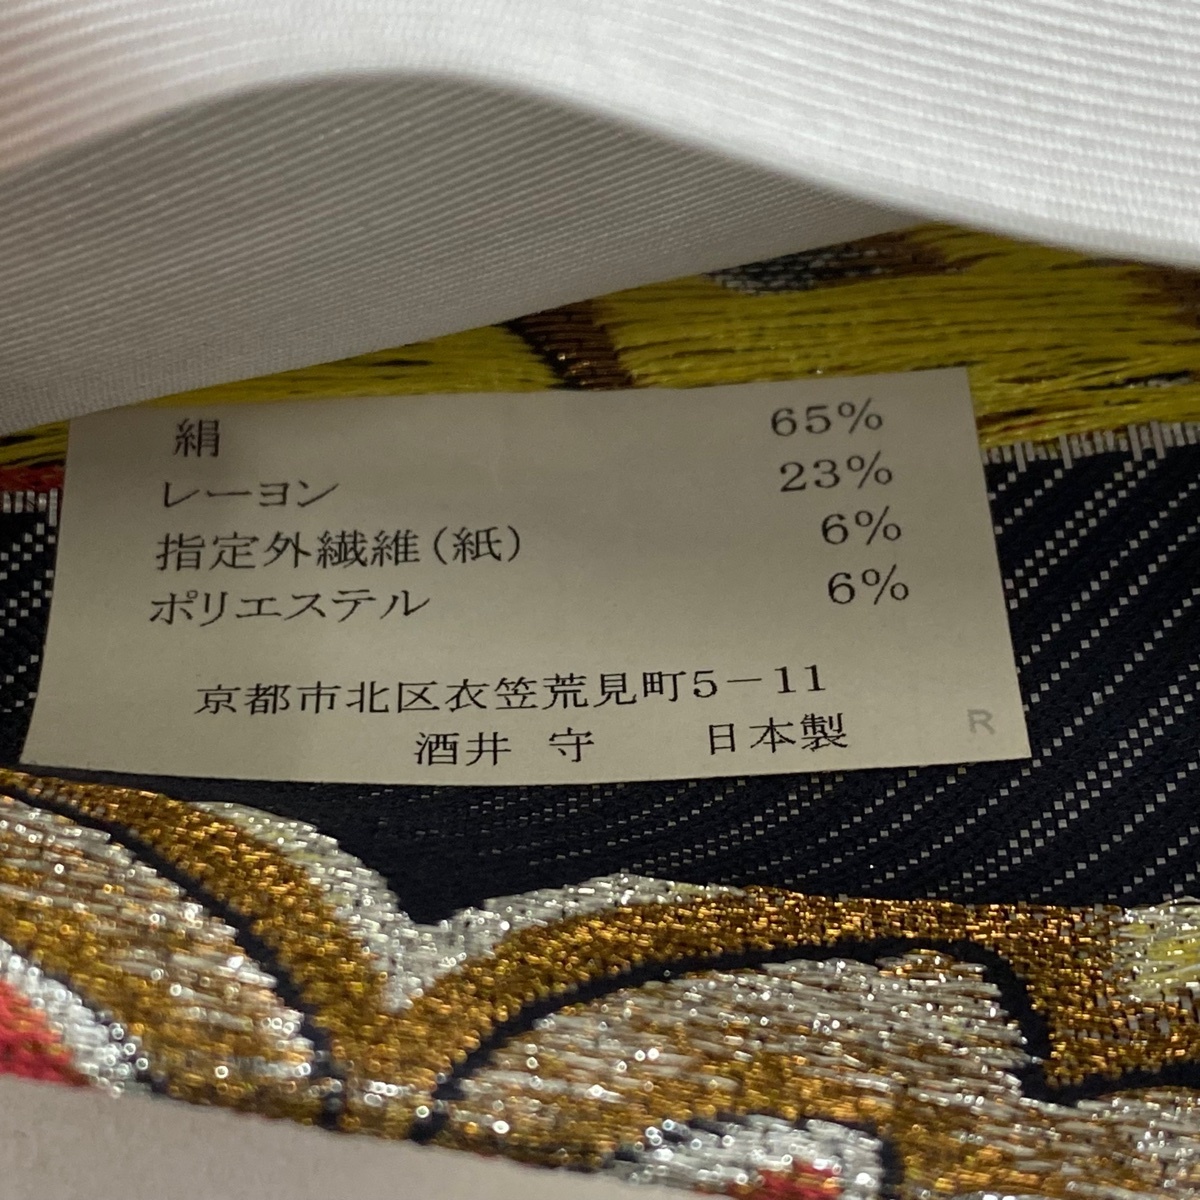 絹 65%
レーヨン 23%
指定外繊維(紙) 6%
ポリエステル 6%
京都市北区衣笠荒見町5－11
酒井 守 日本製 R